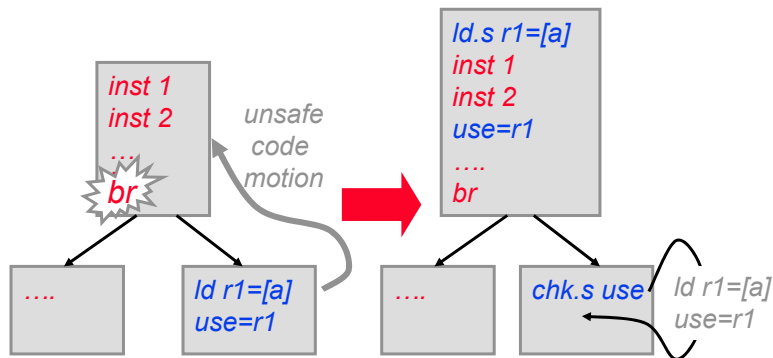 inst 1
inst 2
....
br
unsafe
code
motion
....
ld r1=[a]
use=r1
ld.s r1=[a]
inst 1
inst 2
use=r1
....
br
....
chk.s use
ld r1=[a]
use=r1